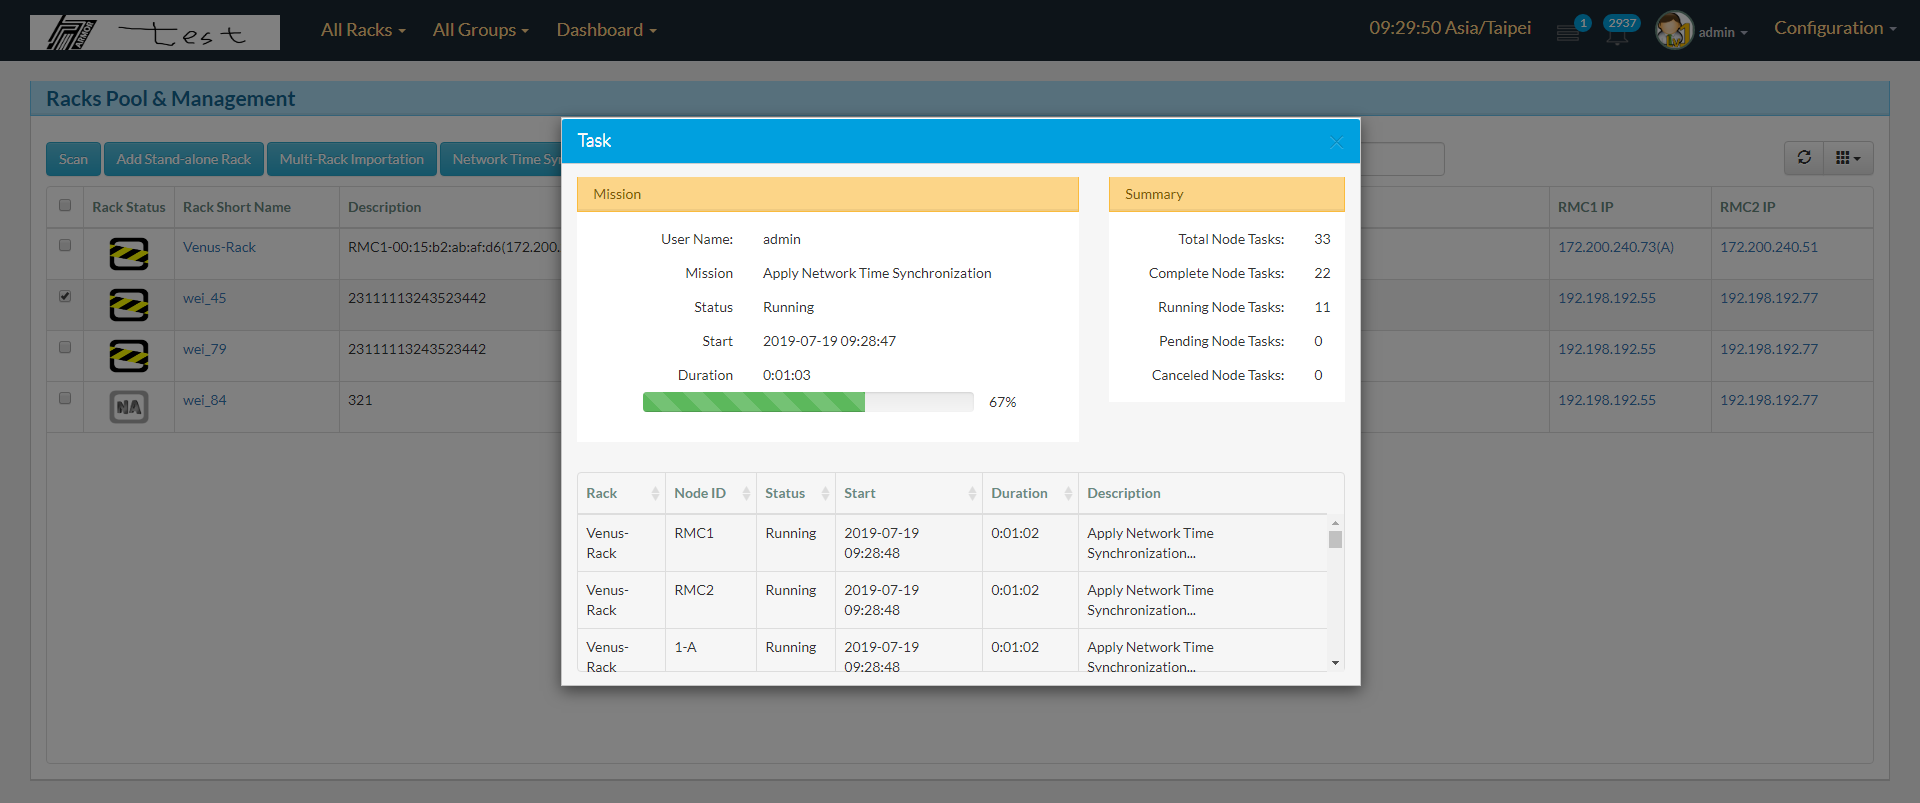 ARMOR test All Racks All Groups Dashboard 09:29:50 Asia/Taipei 1 2937 admin Configuration
Racks Pool & Management
Scan Add Stand-alone Rack Multi-Rack Importation Network Time Sy
Rack Status Rack Short Name Description RMC1 IP RMC2 IP
Venus-Rack RMC1-00:15:b2:ab:af:d6(172.200. 172.200.240.73(A) 172.200.240.51
wei_45 23111113243523442 192.198.192.55 192.198.192.77
wei_79 23111113243523442 192.198.192.55 192.198.192.77
NA wei_84 321 192.198.192.55 192.198.192.77
Task
Mission
User Name: admin
Mission Apply Network Time Synchronization
Status Running
Start 2019-07-19 09:28:47
Duration 0:01:03
67%
Summary
Total Node Tasks: 33
Complete Node Tasks: 22
Running Node Tasks: 11
Pending Node Tasks: 0
Canceled Node Tasks: 0
Rack Node ID Status Start Duration Description
Venus- RMC1 Running 2019-07-19 0:01:02 Apply Network Time
Rack 09:28:48 Synchronization...
Venus- RMC2 Running 2019-07-19 0:01:02 Apply Network Time
Rack 09:28:48 Synchronization...
Venus- 1-A Running 2019-07-19 0:01:02 Apply Network Time
Rack 09:28:48 Synchronization...